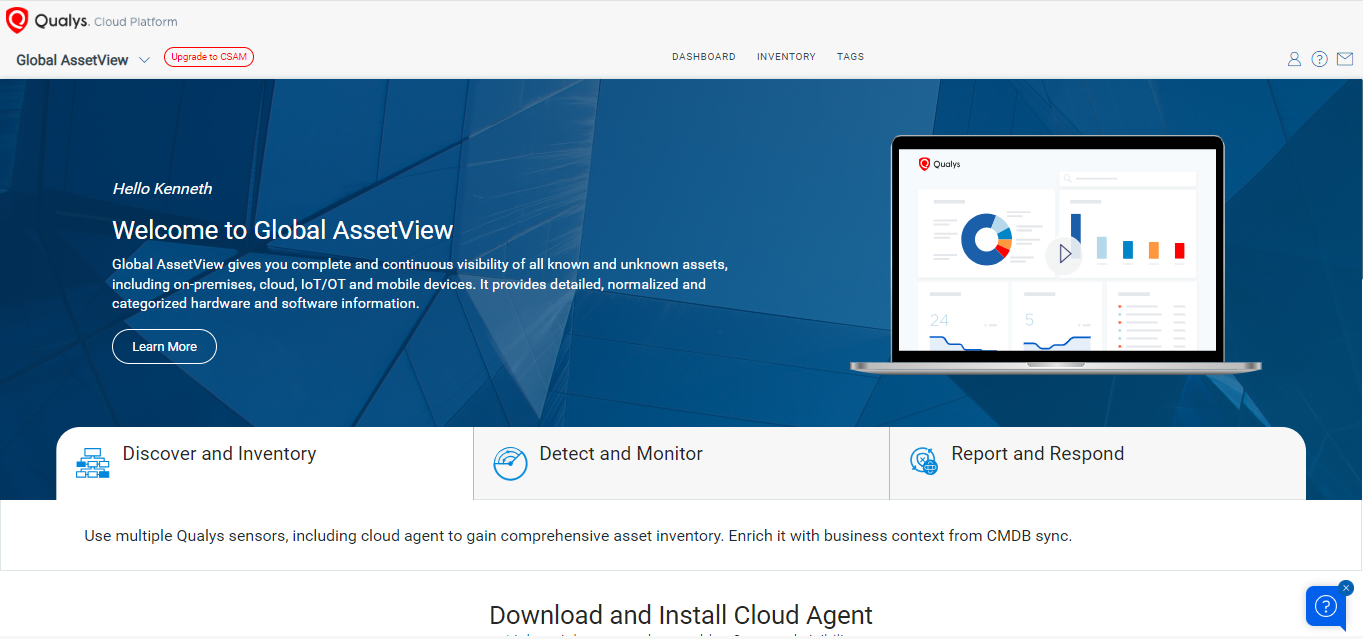 Qualys. Cloud Platform
Global AssetView
Upgrade to CSAM
DASHBOARD
INVENTORY
TAGS
Hello Kenneth
Welcome to Global AssetView
Global AssetView gives you complete and continuous visibility of all known and unknown assets,
including on-premises, cloud, IoT/OT and mobile devices. It provides detailed, normalized and
categorized hardware and software information.
Learn More
Qualys
24
5
Discover and Inventory
Detect and Monitor
Report and Respond
Use multiple Qualys sensors, including cloud agent to gain comprehensive asset inventory. Enrich it with business context from CMDB sync.
Download and Install Cloud Agent